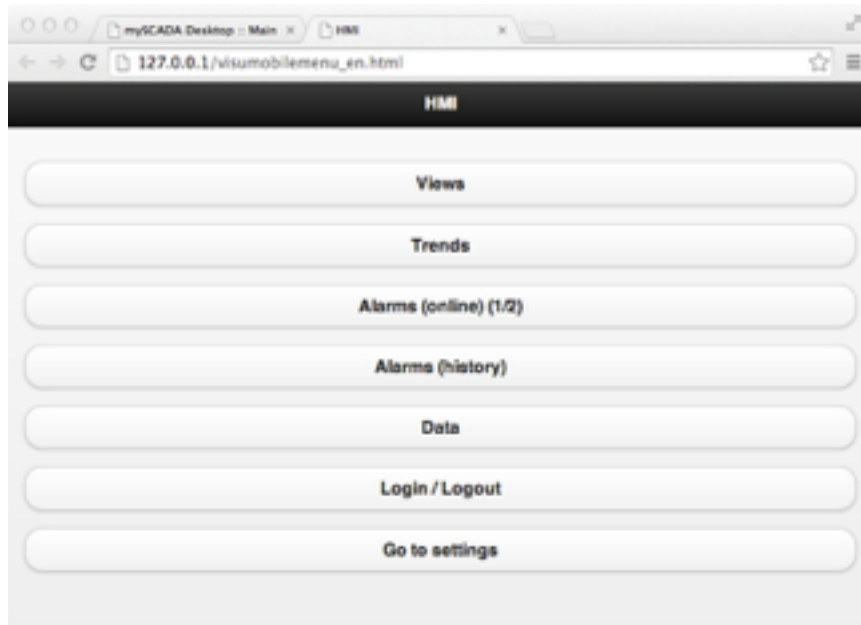 mySCADA Desktop :: Main
HMI
127.0.0.1/visumobilemenu_en.html
HMI
Views
Trends
Alarms (online) (1/2)
Alarms (history)
Data
Login / Logout
Go to settings